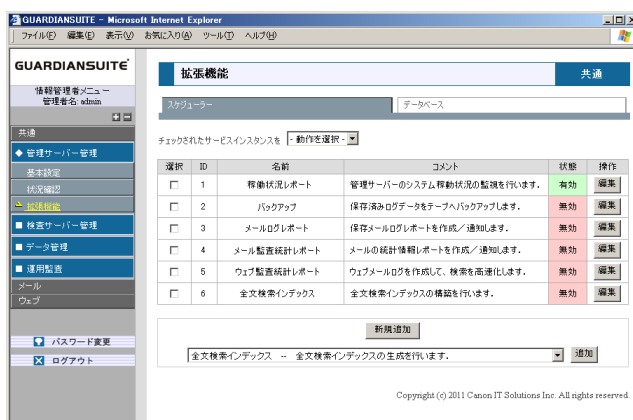 GUARDIANSUITE - Microsoft Internet Explorer
ファイル(F) 編集(E) 表示(V) お気に入り(A) ツール(T) ヘルプ(H)
GUARDIANSUITE
情報管理者メニュー
管理者名: admin
共通
◆ 管理サーバー管理
基本設定
状況確認
拡張機能
■ 検査サーバー管理
■ データ管理
■ 運用監査
メール
ウェブ
パスワード変更
ログアウト
拡張機能 共通
スケジューラー データベース
チェックされたサービスインスタンスを - 動作を選択 -
選択 ID 名前 コメント 状態 操作
1 稼働状況レポート 管理サーバーのシステム稼動状況の監視を行います。 有効 編集
2 バックアップ 保存済みログデータをテープへバックアップします。 無効 編集
3 メールログレポート 保存メールログレポートを作成／通知します。 無効 編集
4 メール監査統計レポート メールの統計情報レポートを作成／通知します。 無効 編集
5 ウェブ監査統計レポート ウェブメールログを作成して、検索を高速化します。 無効 編集
6 全文検索インデックス 全文検索インデックスの構築を行います。 無効 編集
新規追加
全文検索インデックス -- 全文検索インデックスの生成を行います。 追加
Copyright (c) 2011 Canon IT Solutions Inc. All rights reserved.